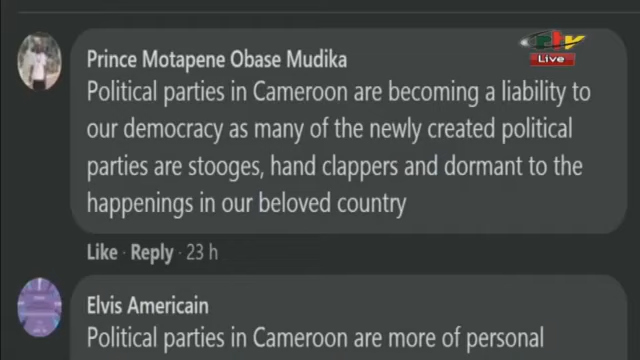 Live
Prince Motapene Obase Mudika
Political parties in Cameroon are becoming a liability to
our democracy as many of the newly created political
parties are stooges, hand clappers and dormant to the
happenings in our beloved country
Like · Reply · 23 h
Elvis Americain
Political parties in Cameroon are more of personal